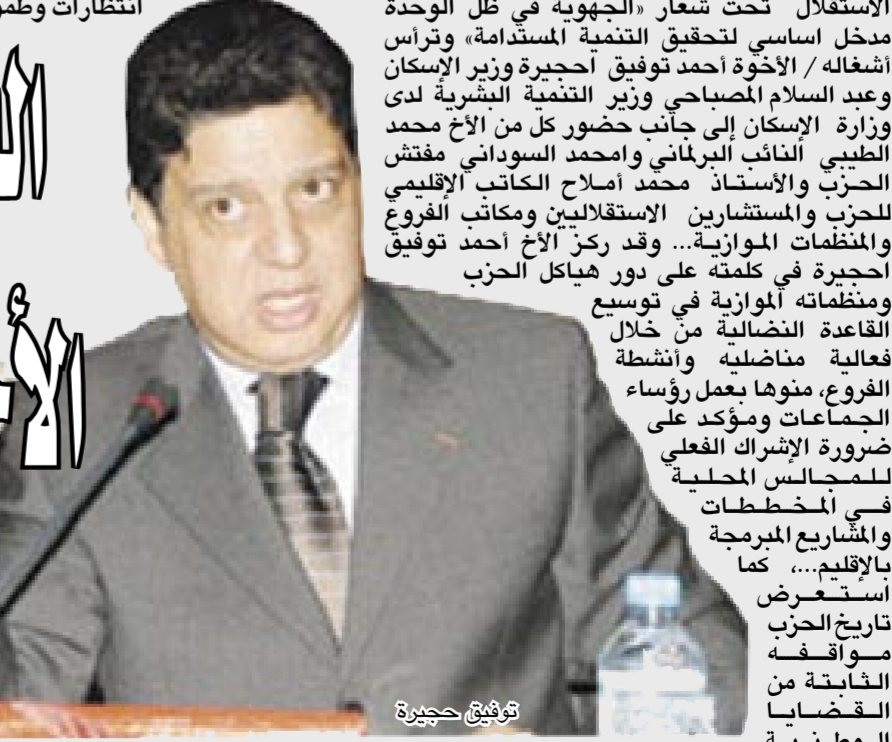 انتظارات
الاستقلال تحت شعار «الجهوية في ظل الوحدة
مدخل اساسي لتحقيق التنمية المستدامة» وترأس
أشغاله / الأخوة أحمد توفيق احجيرة وزير الإسكان
وعبد السلام المصباحي وزير التنمية البشرية لدى
وزارة الإسكان إلى جانب حضور كل من الأخ محمد
الطيبي النائب البرلماني وامحمد السوداني مفتش
الحزب والأستاذ محمد أملاح الكاتب الإقليمي
للحزب والمستشارين الاستقلاليين ومكاتب الفروع
والمنظمات الموازية... وقد ركز الأخ أحمد توفيق
احجيرة في كلمته على دور هياكل الحزب
ومنظماته الموازية في توسيع
القاعدة النضالية من خلال
فعالية مناضليه وأنشطة
الفروع، منوها بعمل رؤساء
الجماعات ومؤكد على
ضرورة الإشراك الفعلي
للمجالس المحلية
في المخططات
والمشاريع المبرمجة
بالإقليم...، كما
استعرض
تاريخ الحزب
مواقفه
الثابتة من
القضايا
الوطنية
توفيق حجيرة